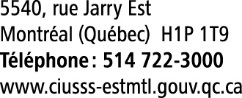 5540, rue Jarry Est
Montréal (Québec)  H1P 1T9
Téléphone : 514 722-3000
www.ciusss-estmtl.gouv.qc.ca